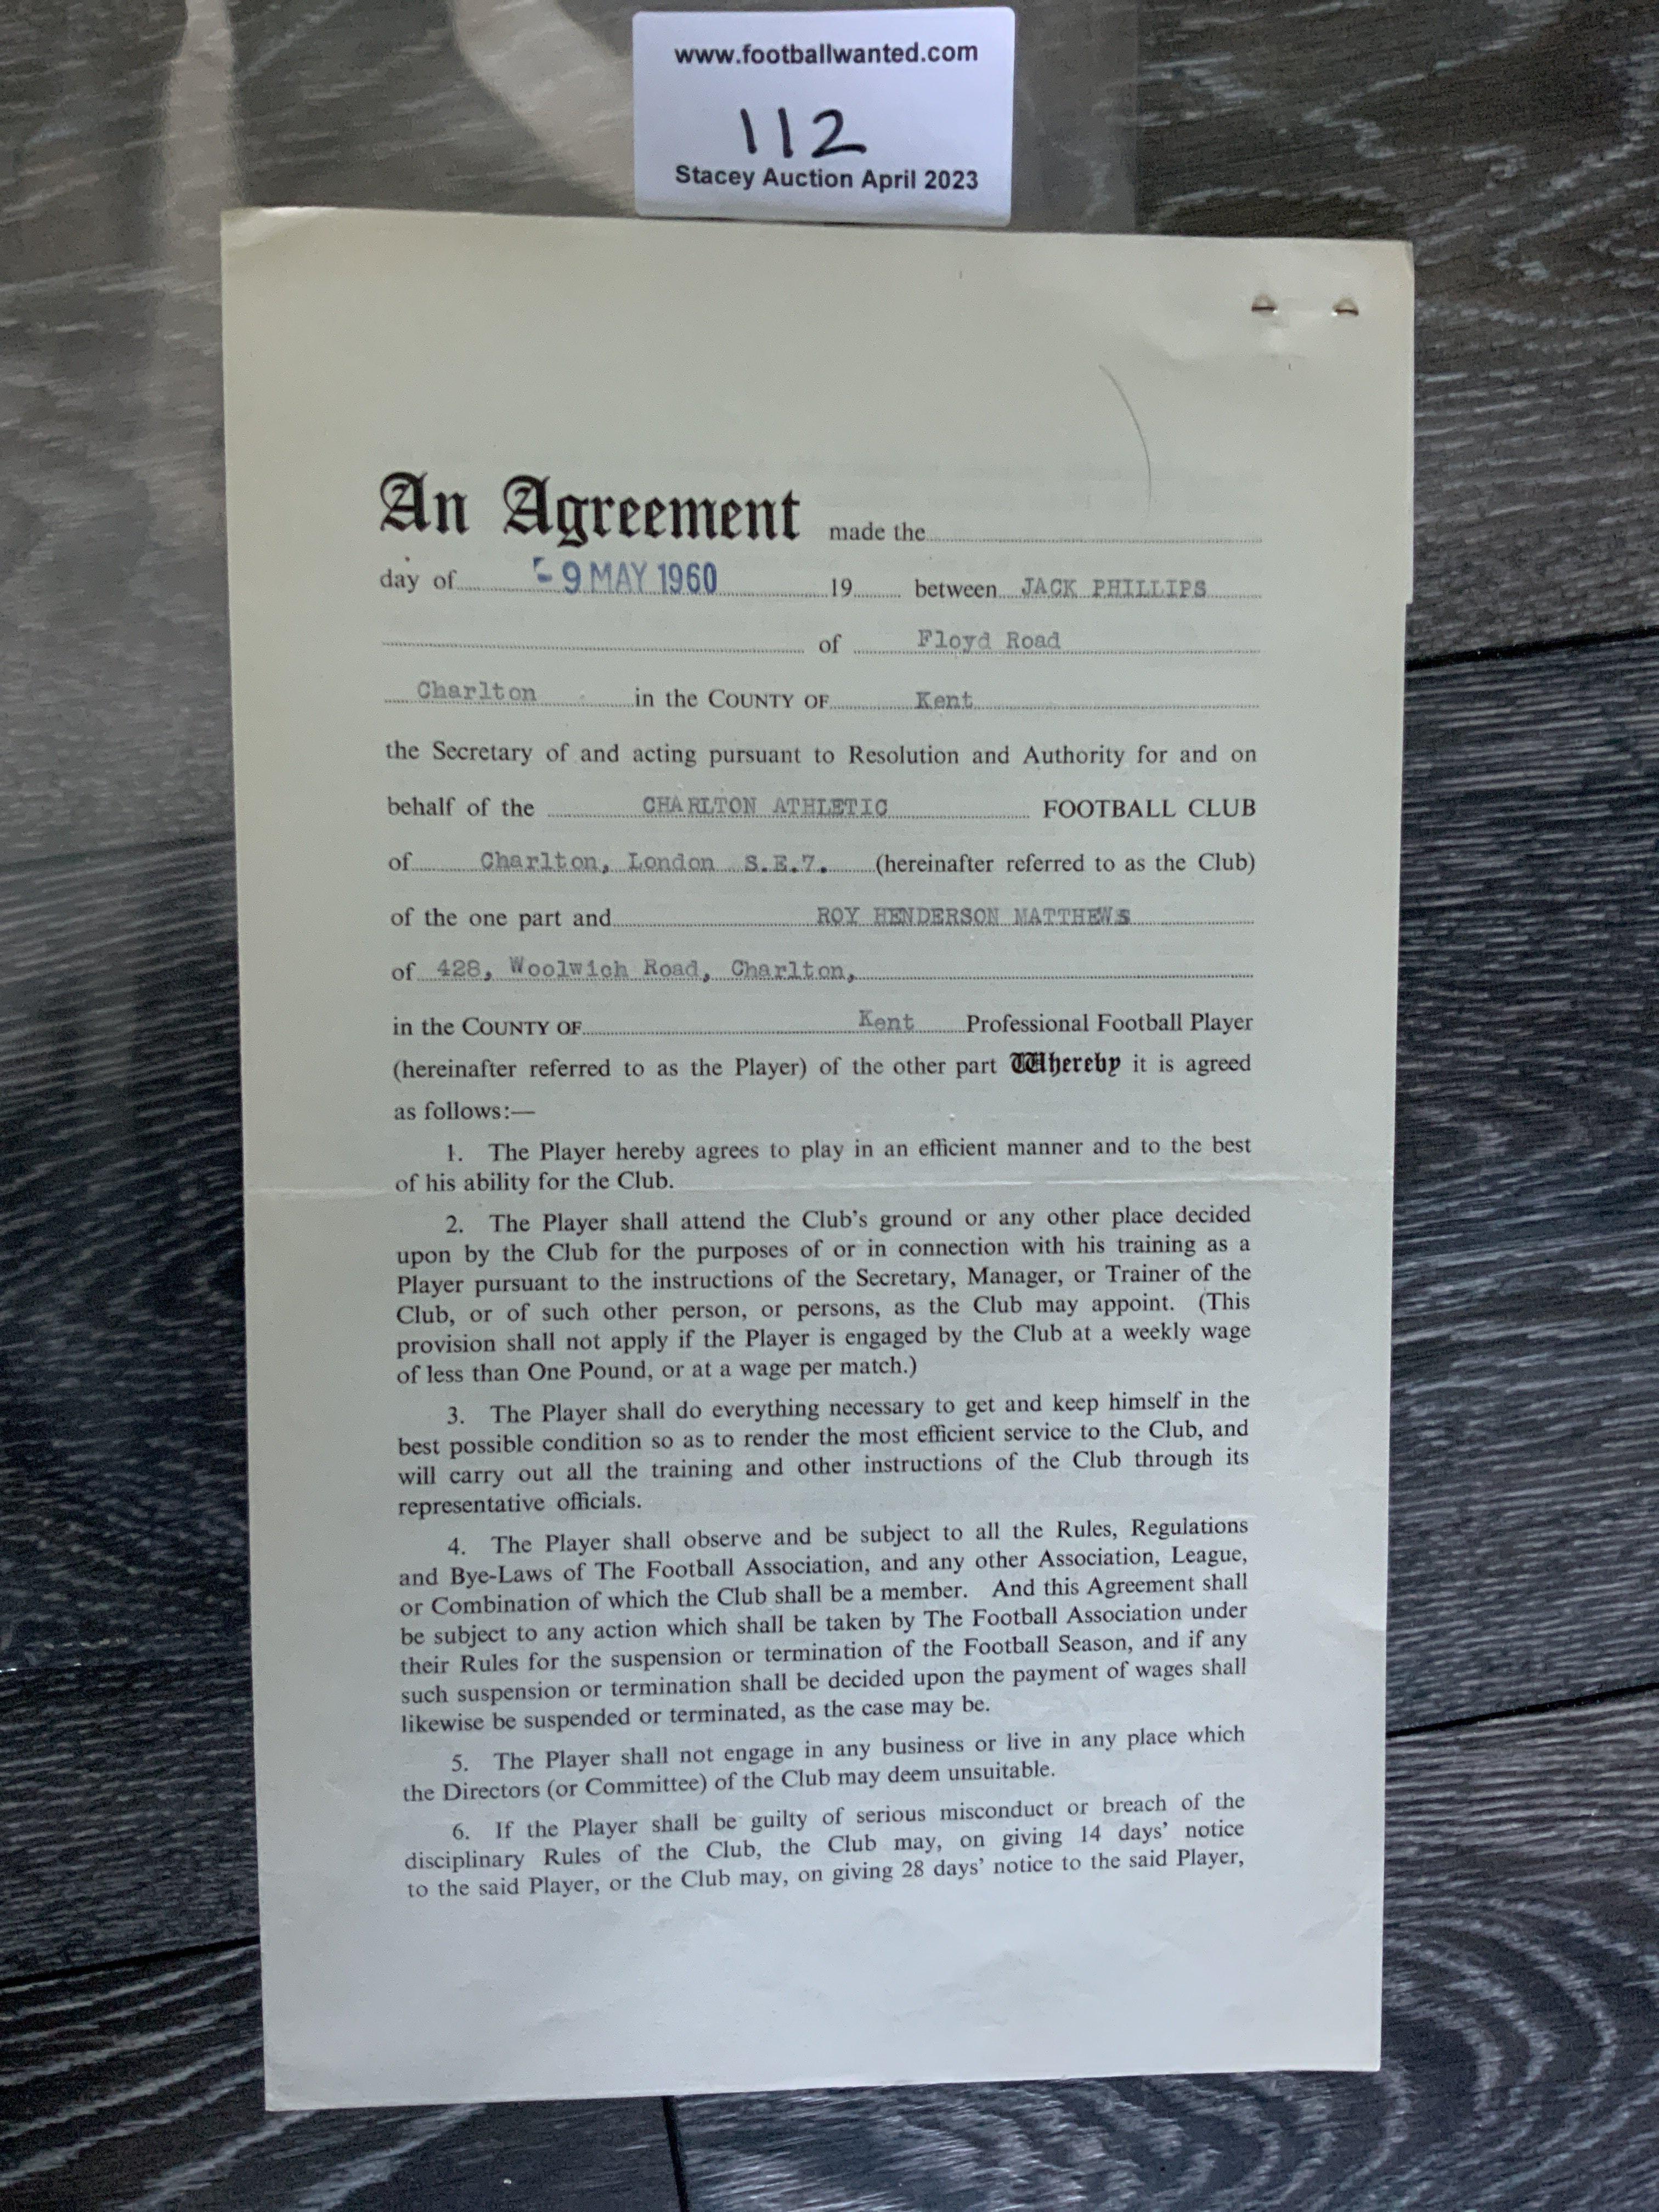 www.footballwanted.com
112
Stacey Auction April 2023
An Agreement made the
day of - 9 MAY 1960 19 between JACK PHILLIPS
of Floyd Road
Charlton in the COUNTY OF Kent
the Secretary of and acting pursuant to Resolution and Authority for and on
behalf of the CHARLTON ATHLETIC FOOTBALL CLUB
of Charlton, London S.E.7. (hereinafter referred to as the Club)
of the one part and ROY HENDERSON MATTHEWS
of 428, Woolwich Road, Charlton,
in the COUNTY OF Kent Professional Football Player
(hereinafter referred to as the Player) of the other part Whereby it is agreed
as follows:—
1. The Player hereby agrees to play in an efficient manner and to the best
of his ability for the Club.
2. The Player shall attend the Club's ground or any other place decided
upon by the Club for the purposes of or in connection with his training as a
Player pursuant to the instructions of the Secretary, Manager, or Trainer of the
Club, or of such other person, or persons, as the Club may appoint. (This
provision shall not apply if the Player is engaged by the Club at a weekly wage
of less than One Pound, or at a wage per match.)
3. The Player shall do everything necessary to get and keep himself in the
best possible condition so as to render the most efficient service to the Club, and
will carry out all the training and other instructions of the Club through its
representative officials.
4. The Player shall observe and be subject to all the Rules, Regulations
and Bye-Laws of The Football Association, and any other Association, League,
or Combination of which the Club shall be a member. And this Agreement shall
be subject to any action which shall be taken by The Football Association under
their Rules for the suspension or termination of the Football Season, and if any
such suspension or termination shall be decided upon the payment of wages shall
likewise be suspended or terminated, as the case may be.
5. The Player shall not engage in any business or live in any place which
the Directors (or Committee) of the Club may deem unsuitable.
6. If the Player shall be guilty of serious misconduct or breach of the
disciplinary Rules of the Club, the Club may, on giving 14 days' notice
to the said Player, or the Club may, on giving 28 days' notice to the said Player,